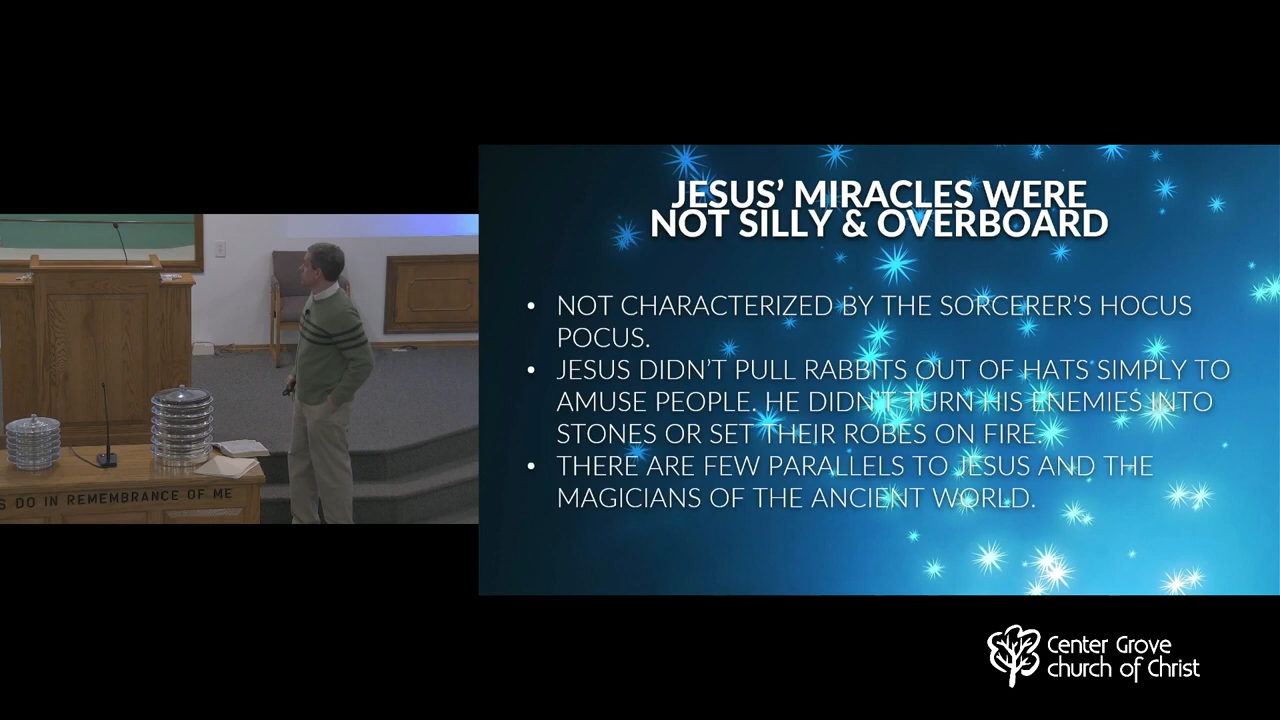 JESUS’ MIRACLES WERE
NOT SILLY & OVERBOARD
• NOT CHARACTERIZED BY THE SORCERER’S HOCUS
POCUS.
• JESUS DIDN’T PULL RABBITS OUT OF HATS SIMPLY TO
AMUSE PEOPLE. HE DIDN’T TURN HIS ENEMIES INTO
STONES OR SET THEIR ROBES ON FIRE.
• THERE ARE FEW PARALLELS TO JESUS AND THE
MAGICIANS OF THE ANCIENT WORLD.
S DO IN REMEMBRANCE OF ME
Center Grove
church of Christ